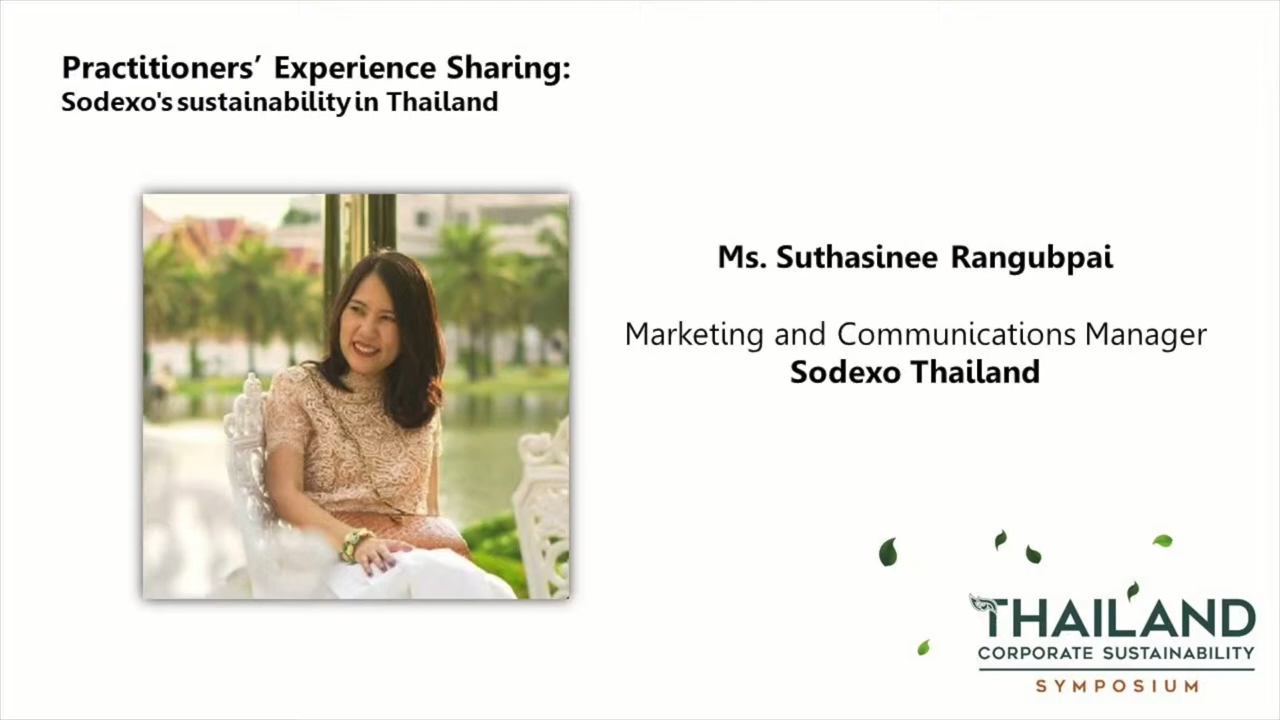 Practitioners’ Experience Sharing:
Sodexo's sustainability in Thailand
Ms. Suthasinee Rangubpai
Marketing and Communications Manager
Sodexo Thailand
THAILAND
CORPORATE SUSTAINABILITY
SYMPOSIUM